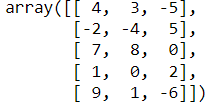 array([[ 4,  3, -5],
       [-2, -4,  5],
       [ 7,  8,  0],
       [ 1,  0,  2],
       [ 9,  1, -6]])